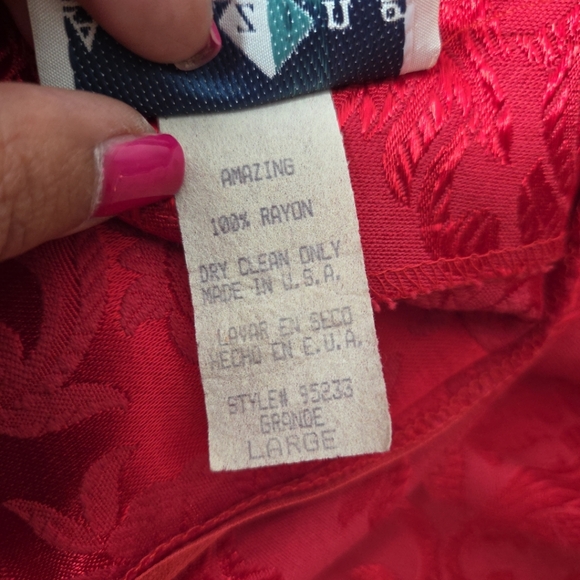 AMAZING
100% RAYON
DRY CLEAN ONLY
MADE IN U.S.A.
LAVAR EN SECO
HECHO EN E.U.A.
STYLE# 95233
GRANDE
LARGE